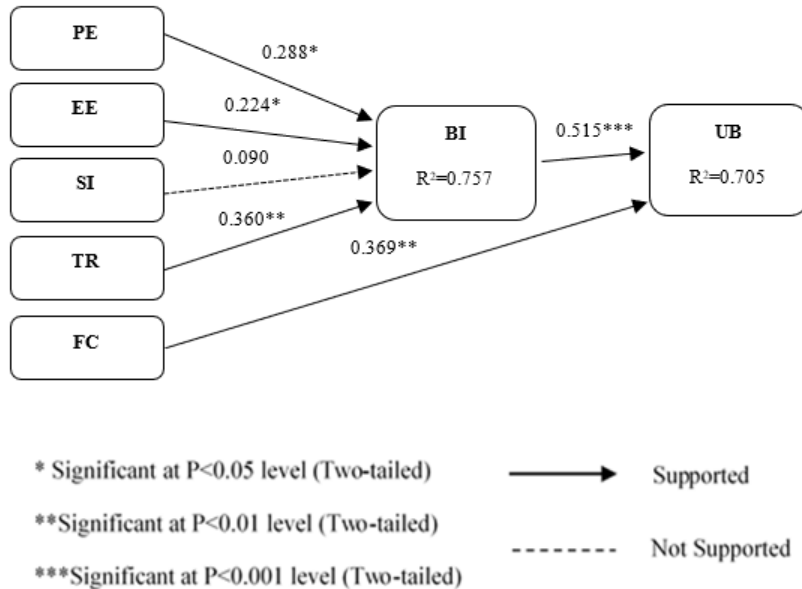 PE
0.288*
EE
0.224*
BI
0.515***
UB
SI
0.090
R²=0.757
R²=0.705
TR
0.360**
0.369**
FC
* Significant at P<0.05 level (Two-tailed)
Supported
**Significant at P<0.01 level (Two-tailed)
Not Supported
***Significant at P<0.001 level (Two-tailed)